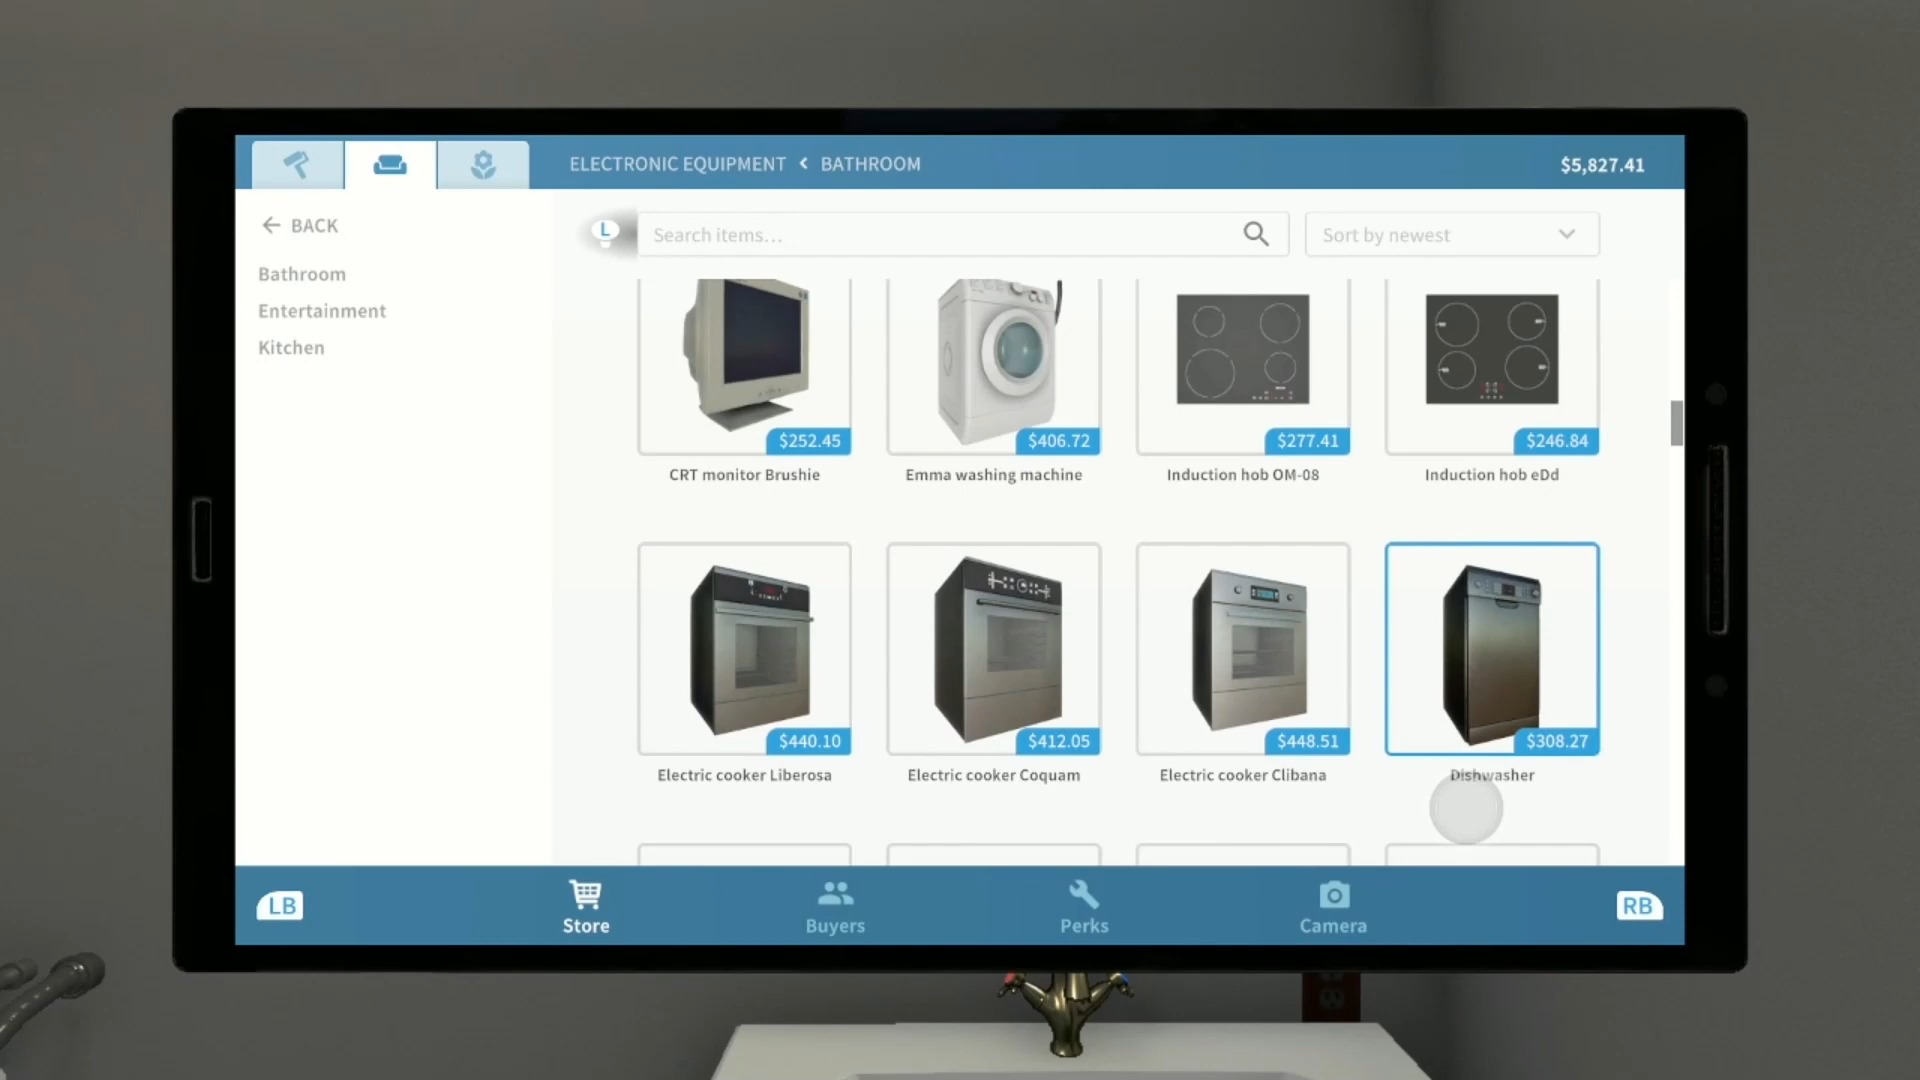 ELECTRONIC EQUIPMENT < BATHROOM
$5,827.41
BACK
L
Search items...
Sort by newest
Bathroom
Entertainment
Kitchen
$252.45
$406.72
$277.41
$246.84
CRT monitor Brushie
Emma washing machine
Induction hob OM-08
Induction hob eDd
$440.10
$412.05
$448.51
$308.27
Electric cooker Liberosa
Electric cooker Coquam
Electric cooker Clibana
Dishwasher
LB
Store
Buyers
Perks
Camera
RB